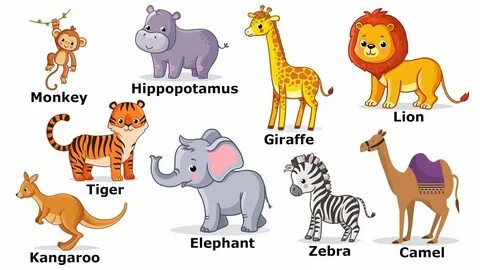 Monkey
Hippopotamus
Giraffe
Lion
Tiger
Kangaroo
Elephant
Zebra
Camel